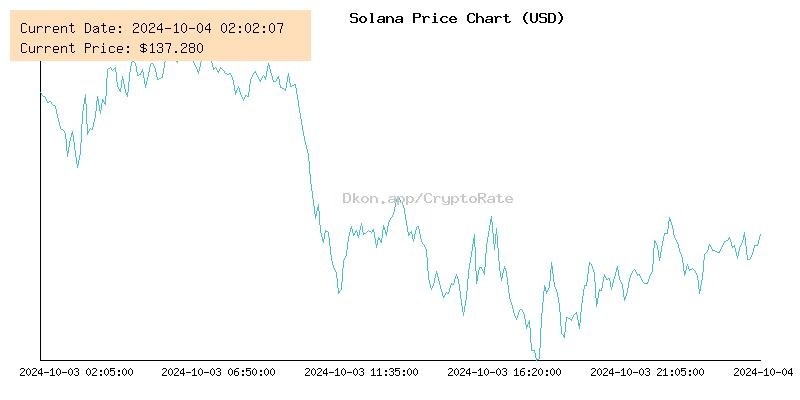 Solana Price Chart (USD)
Current Date: 2024-10-04 02:02:07
Current Price: $137.280
Dkon.app/CryptoRate
2024-10-03 02:05:00 2024-10-03 06:50:00 2024-10-03 11:35:00 2024-10-03 16:20:00 2024-10-03 21:05:00 2024-10-04